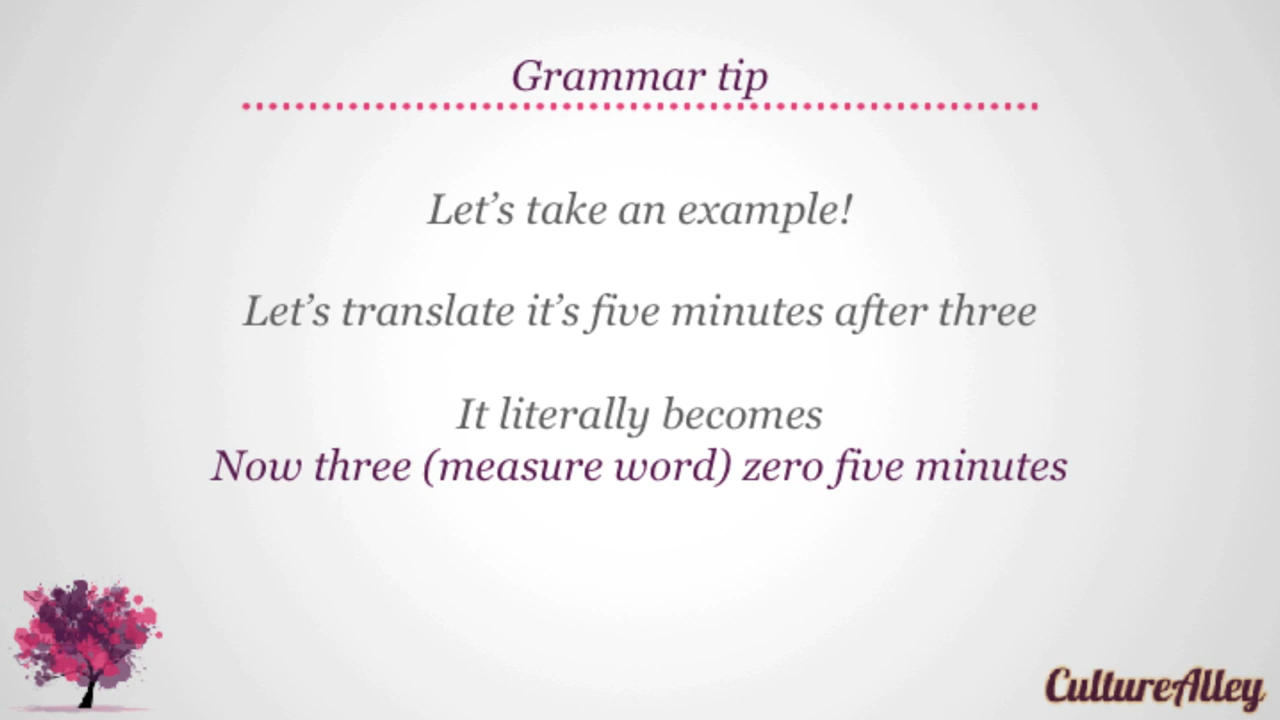 Grammar tip
Let’s take an example!
Let’s translate it’s five minutes after three
It literally becomes
Now three (measure word) zero five minutes
CultureAlley